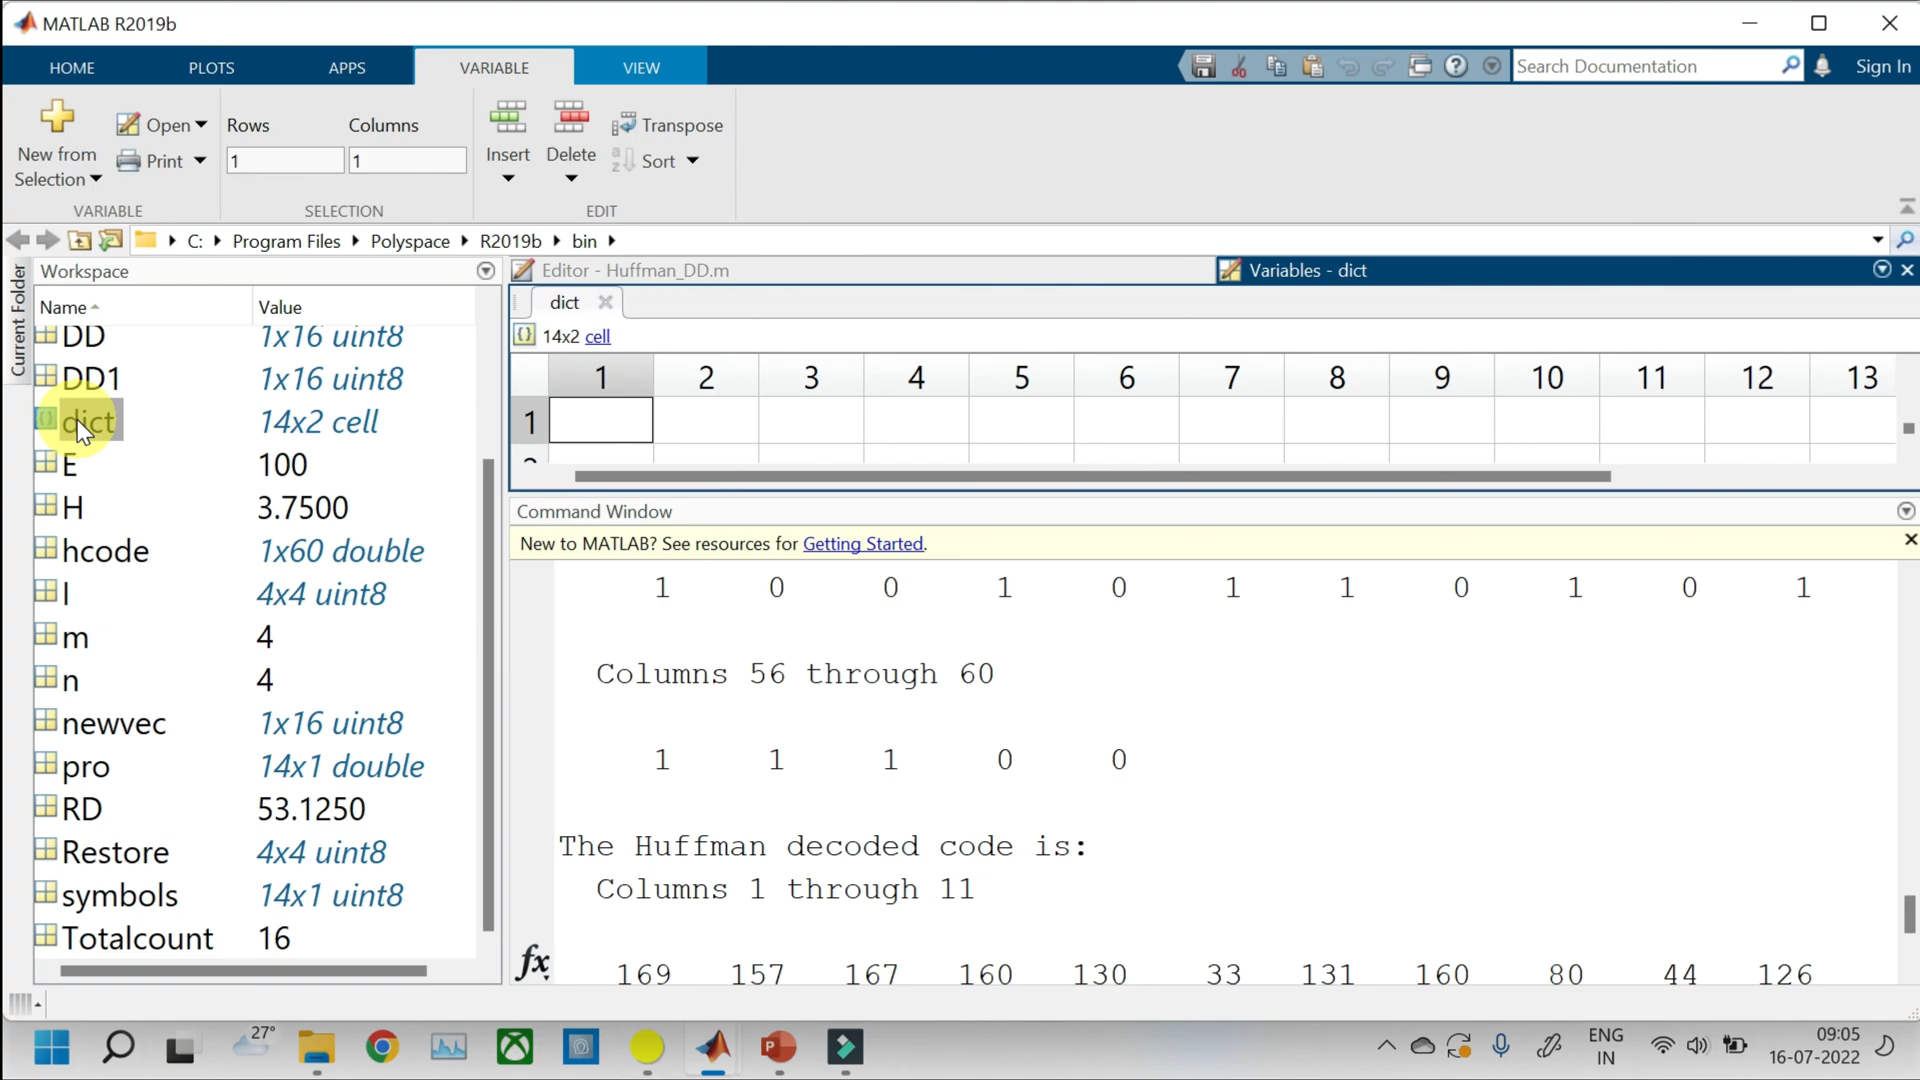 MATLAB R2019b
HOME PLOTS APPS VARIABLE VIEW Search Documentation Sign In
New from Selection Open Print Rows Columns Insert Delete Transpose Sort
1 1
VARIABLE SELECTION EDIT
C: Program Files Polyspace R2019b bin
Current Folder
Workspace
Name Value
DD 1x16 uint8
DD1 1x16 uint8
dict 14x2 cell
E 100
H 3.7500
hcode 1x60 double
I 4x4 uint8
m 4
n 4
newvec 1x16 uint8
pro 14x1 double
RD 53.1250
Restore 4x4 uint8
symbols 14x1 uint8
Totalcount 16
Editor - Huffman_DD.m Variables - dict
dict
{} 14x2 cell
1 2 3 4 5 6 7 8 9 10 11 12 13
1
Command Window
New to MATLAB? See resources for Getting Started.
1 0 0 1 0 1 1 0 1 0 1
Columns 56 through 60
1 1 1 0 0
The Huffman decoded code is:
Columns 1 through 11
fx 169 157 167 160 130 33 131 160 80 44 126
27°
ENG
IN
09:05
16-07-2022